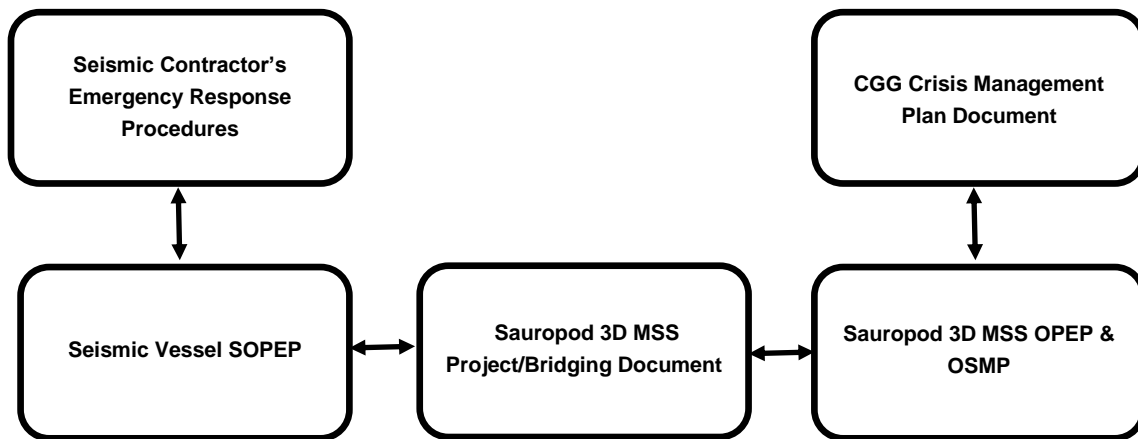 Seismic Contractor's
Emergency Response
Procedures
CGG Crisis Management
Plan Document
Seismic Vessel SOPEP
Sauropod 3D MSS
Project/Bridging Document
Sauropod 3D MSS OPEP &
OSMP